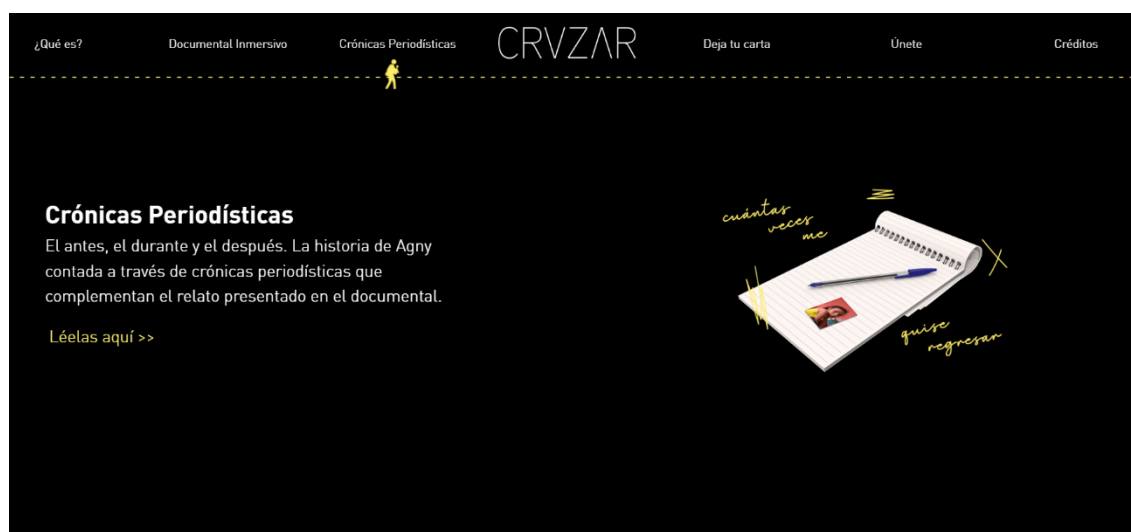 ¿Qué es?
Documental Inmersivo
Crónicas Periodísticas
CRVZΛR
Deja tu carta
Únete
Créditos
Crónicas Periodísticas
El antes, el durante y el después. La historia de Agny
contada a través de crónicas periodísticas que
complementan el relato presentado en el documental.
Léelas aquí >>
cuántas
veces
me
quise
regresar